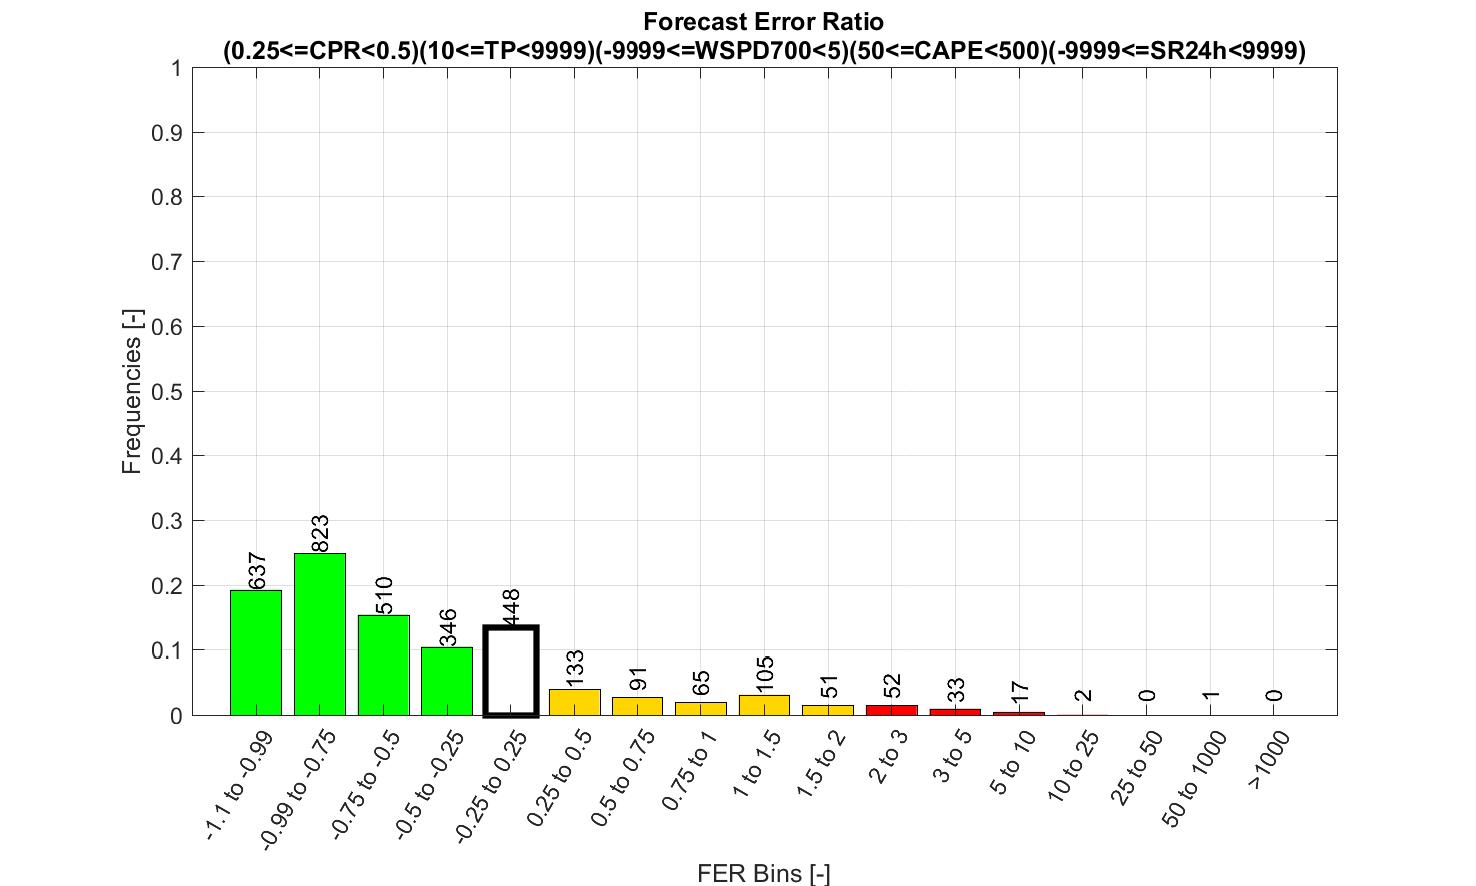 Forecast Error Ratio
(0.25<=CPR<0.5)(10<=TP<9999)(-9999<=WSPD700<5)(50<=CAPE<500)(-9999<=SR24h<9999)
1
0.9
0.8
0.7
0.6
0.5
0.4
0.3
0.2
0.1
0
Frequencies [-]
637
823
510
346
448
133
91
65
105
51
52
33
17
2
0
1
0
-1.1 to -0.99
-0.99 to -0.75
-0.75 to -0.5
-0.5 to -0.25
-0.25 to 0.25
0.25 to 0.5
0.5 to 0.75
0.75 to 1
1 to 1.5
1.5 to 2
2 to 3
3 to 5
5 to 10
10 to 25
25 to 50
50 to 1000
>1000
FER Bins [-]